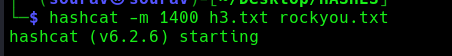 └─$ hashcat -m 1400 h3.txt rockyou.txt
hashcat (v6.2.6) starting